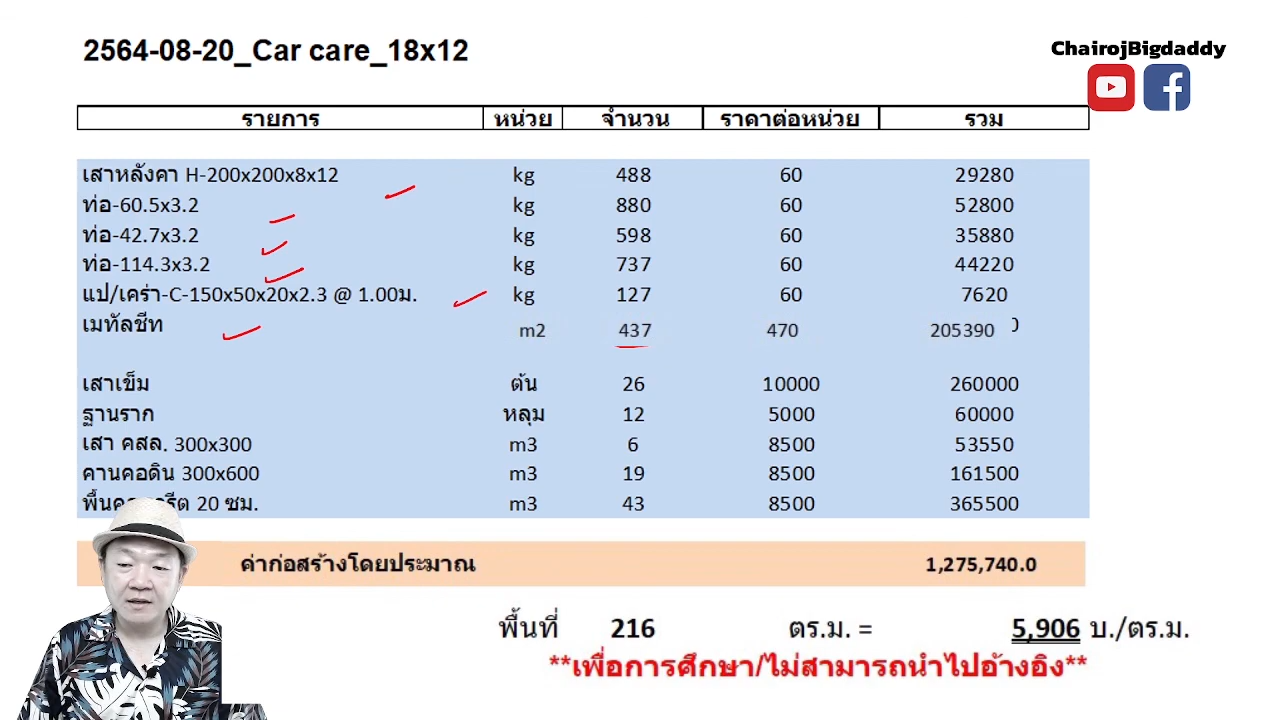 2564-08-20_Car care_18x12
ChairojBigdaddy
รายการ หน่วย จำนวน ราคาต่อหน่วย รวม
เสาหลังคา H-200x200x8x12 kg 488 60 29280
ท่อ-60.5x3.2 kg 880 60 52800
ท่อ-42.7x3.2 kg 598 60 35880
ท่อ-114.3x3.2 kg 737 60 44220
แป/เคร่า-C-150x50x20x2.3 @ 1.00ม. kg 127 60 7620
เมทัลชีท m2 437 470 205390
เสาเข็ม ต้น 26 10000 260000
ฐานราก หลุม 12 5000 60000
เสา คสล. 300x300 m3 6 8500 53550
คานคอดิน 300x600 m3 19 8500 161500
20 ซม. m3 43 8500 365500
ค่าก่อสร้างโดยประมาณ 1,275,740.0
พื้นที่ 216 ตร.ม. = 5,906 บ./ตร.ม.
**เพื่อการศึกษา/ไม่สามารถนำไปอ้างอิง**